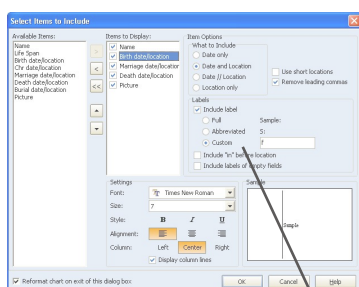 Select Items to Include
Available Items:
Name
Life Span
Birth date/location
Chr date/location
Marriage date/location
Death date/location
Burial date/location
Picture
>
<
<<
Items to Display:
Name
Birth date/location
Marriage date/location
Death date/location
Picture
Item Options
What to Include
Date only
Date and Location
Date // Location
Location only
Use short locations
Remove leading commas
Labels
Include label
Full
Sample:
Abbreviated
S:
Custom
Include "in" before location
Include labels of empty fields
Settings
Font:
Times New Roman
Size:
7
Style:
B
I
U
Alignment:
Column:
Left
Center
Right
Display column lines
Sample
Sample
Reformat chart on exit of this dialog box
OK
Cancel
Help